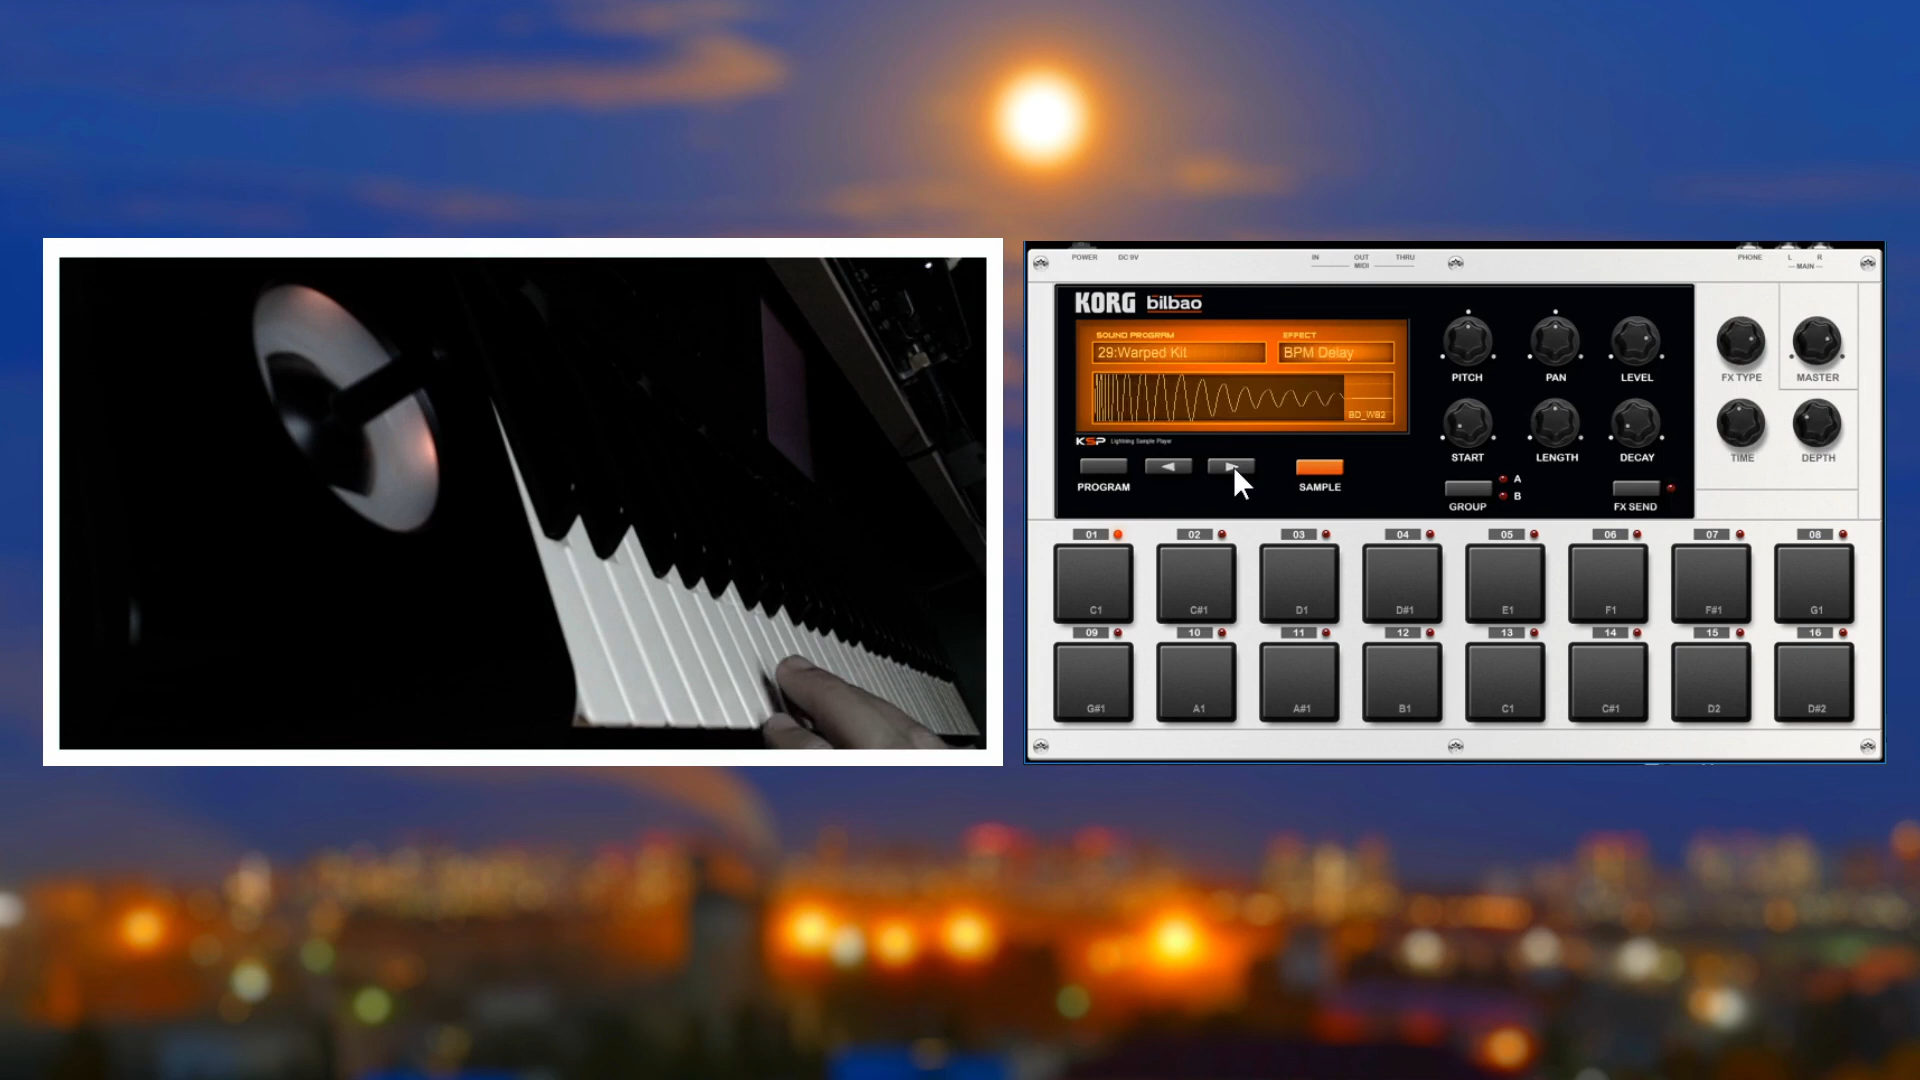 POWER DC 9V IN OUT THRU PHONE L R
MIDI — MAIN —
KORG bilbao
SOUND PROGRAM EFFECT
29:Warped Kit BPM Delay
BD_WB2
KSP Lightning Sample Player
PROGRAM SAMPLE
PITCH PAN LEVEL FX TYPE MASTER
START LENGTH DECAY TIME DEPTH
A
B
GROUP FX SEND
01 02 03 04 05 06 07 08
C1 C#1 D1 D#1 E1 F1 F#1 G1
09 10 11 12 13 14 15 16
G#1 A1 A#1 B1 C1 C#1 D2 D#2